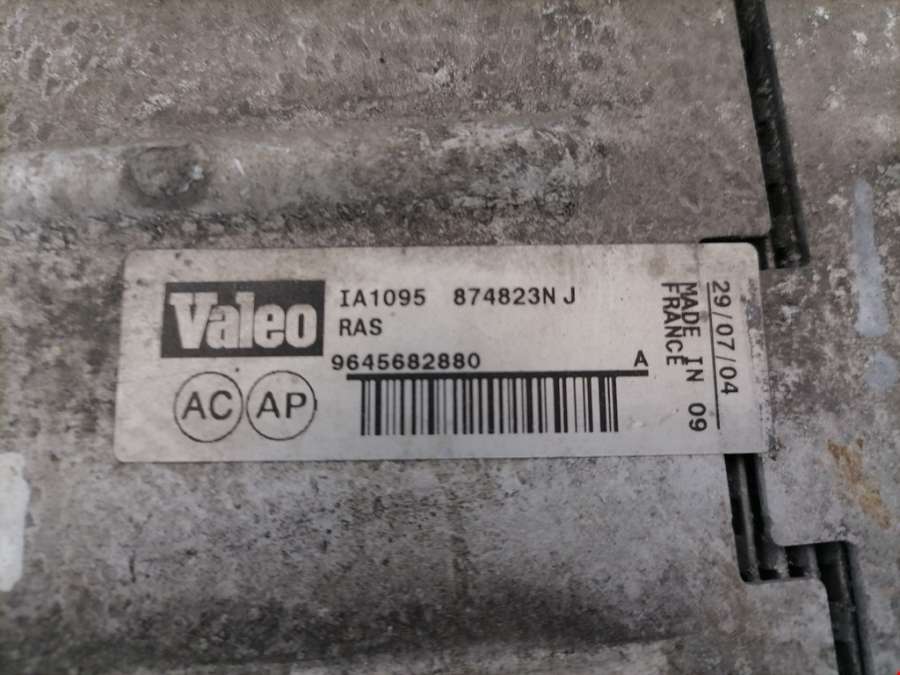 Valeo
IA1095 874823N J
RAS
9645682880 A
AC AP
29/07/04
MADE IN 09
FRANCE